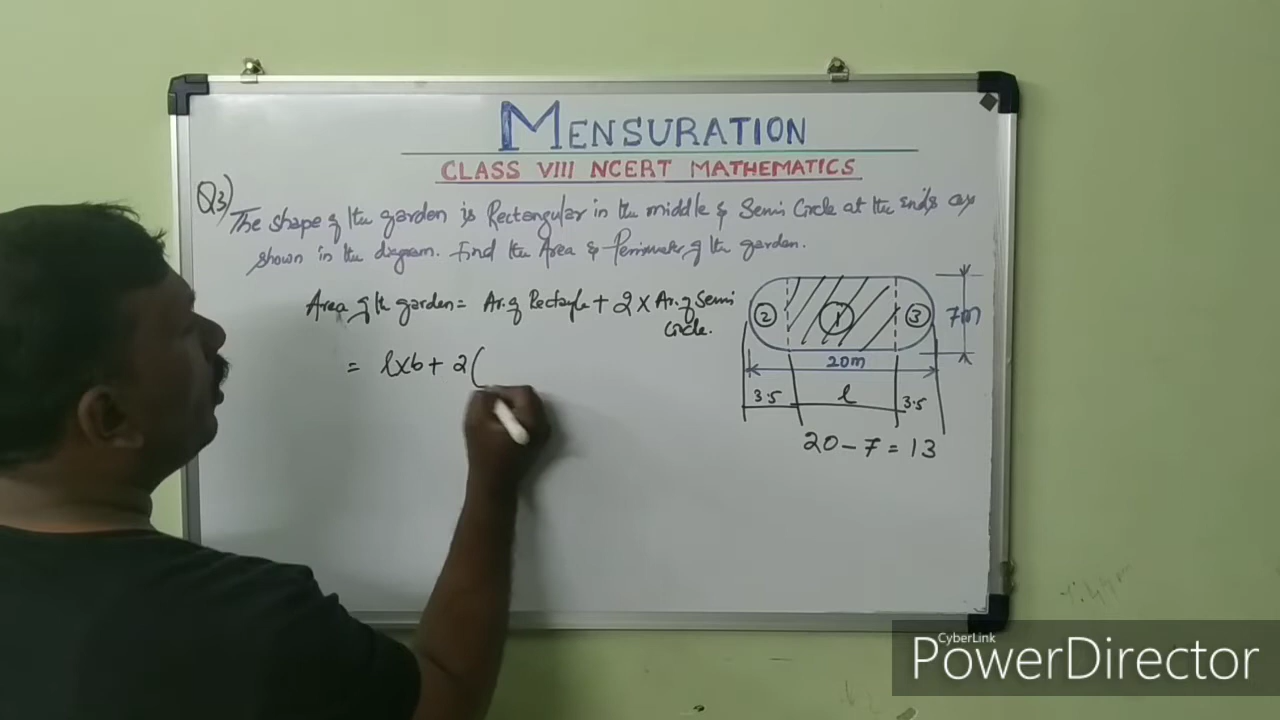 MENSURATION
CLASS VIII NCERT MATHEMATICS
Q3) The shape of the garden is Rectangular in the middle & Semi Circle at the ends as
shown in the diagram. Find the Area & Perimeter of the garden.
Area of the garden = Ar. of Rectangle + 2 × Ar. of Semi
Circle.
= l×b + 2(
2 1 3 7m
20m
3.5 l 3.5
20 - 7 = 13
CyberLink
PowerDirector